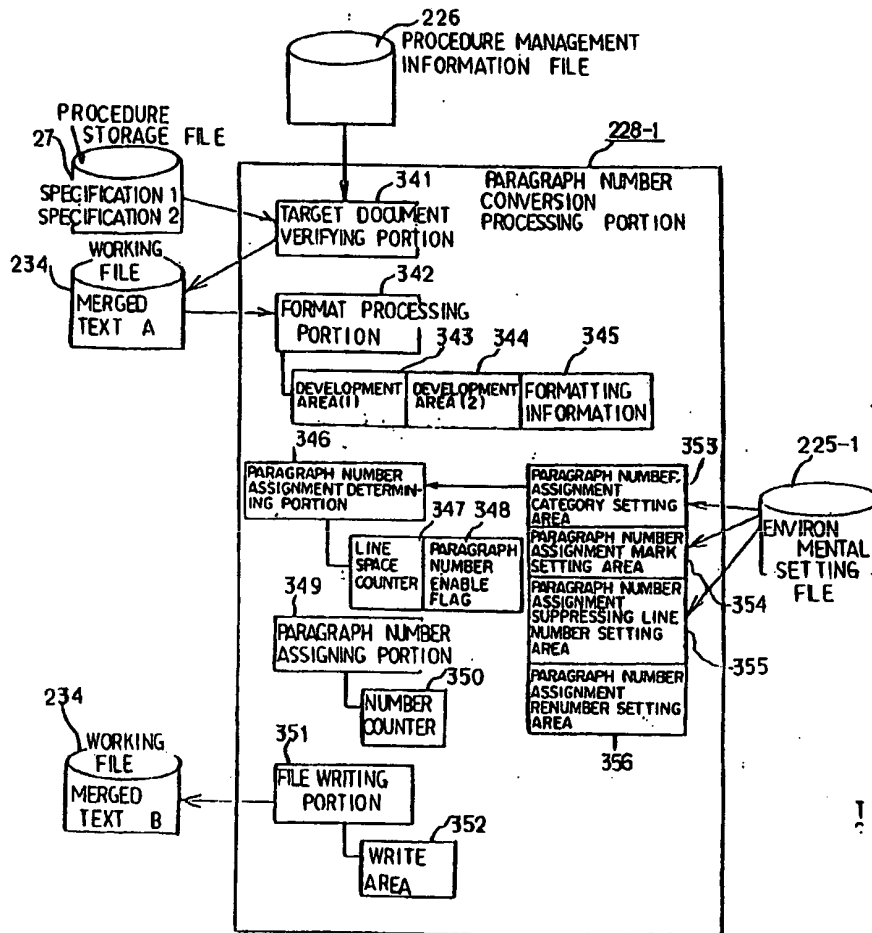 226
PROCEDURE MANAGEMENT
INFORMATION FILE
PROCEDURE
STORAGE FILE
27
SPECIFICATION 1
SPECIFICATION 2
228-1
PARAGRAPH NUMBER
CONVERSION
PROCESSING PORTION
341
TARGET DOCUMENT
VERIFYING PORTION
WORKING
FILE
234
MERGED
TEXT A
342
FORMAT PROCESSING
PORTION
343
344
345
DEVELOPMENT
AREA(1)
DEVELOPMENT
AREA(2)
FORMATTING
INFORMATION
346
PARAGRAPH NUMBER
ASSIGNMENT DETERMIN-
ING PORTION
347
348
LINE
SPACE
COUNTER
PARAGRAPH
NUMBER
ENABLE
FLAG
353
PARAGRAPH NUMBER
ASSIGNMENT
CATEGORY SETTING
AREA
PARAGRAPH NUMBER
ASSIGNMENT MARK
SETTING AREA
354
PARAGRAPH NUMBER
ASSIGNMENT
SUPPRESSING LINE
NUMBER SETTING
AREA
355
PARAGRAPH NUMBER
ASSIGNMENT
RENUMBER SETTING
AREA
356
225-1
ENVIRON
MENTAL
SETTING
FILE
349
PARAGRAPH NUMBER
ASSIGNING PORTION
350
NUMBER
COUNTER
234
WORKING
FILE
MERGED
TEXT B
351
FILE WRITING
PORTION
352
WRITE
AREA